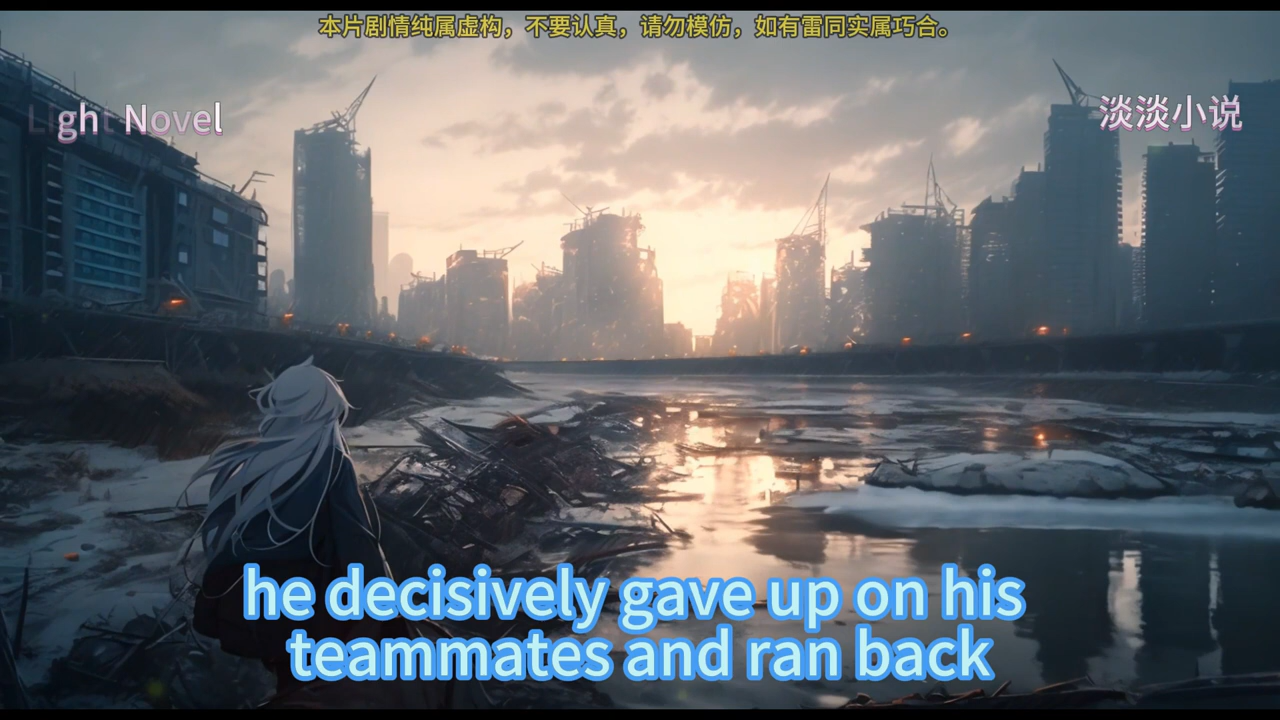 本片剧情纯属虚构，不要认真，请勿模仿，如有雷同实属巧合。
Light Novel
淡淡小说
he decisively gave up on his
teammates and ran back